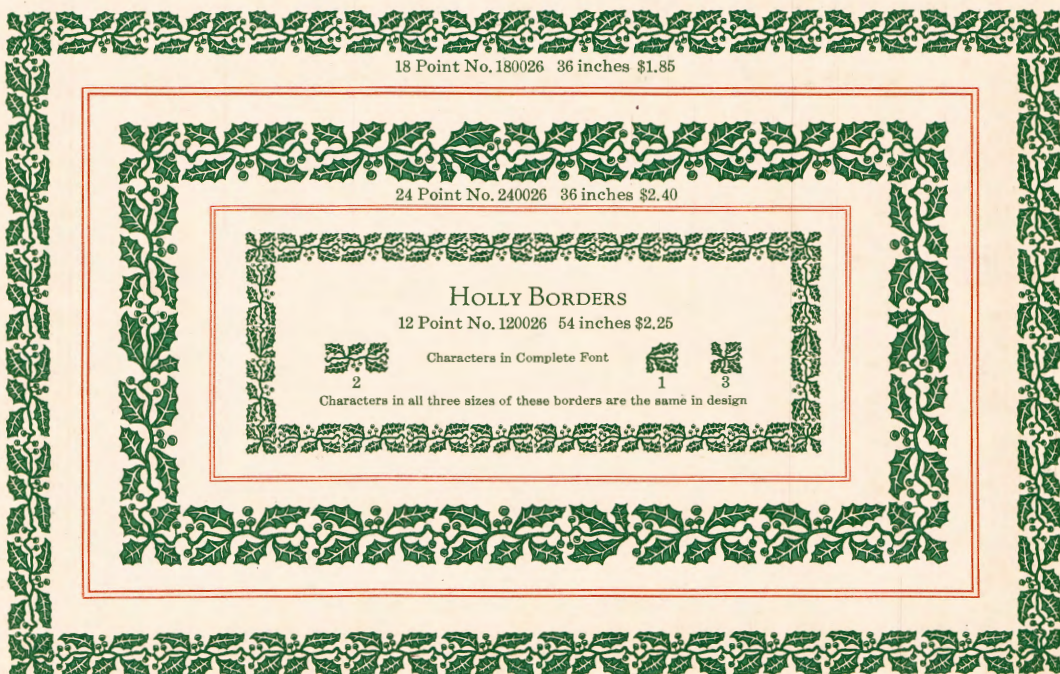 18 Point No. 180026 36 inches $1.85
24 Point No. 240026 36 inches $2.40
Holly Borders
12 Point No. 120026 54 inches $2.25
Characters in Complete Font
2 1 3
Characters in all three sizes of these borders are the same in design